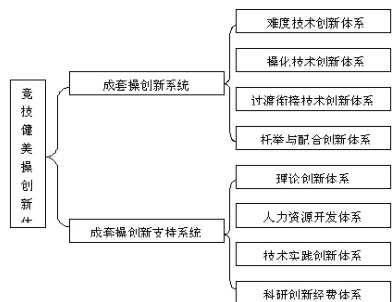 竞技健美操创新体
成套操创新系统
难度技术创新体系
操化技术创新体系
过渡衔接技术创新体系
托举与配合创新体系
成套操创新支持系统
理论创新体系
人力资源开发体系
技术实践创新体系
科研创新经费体系